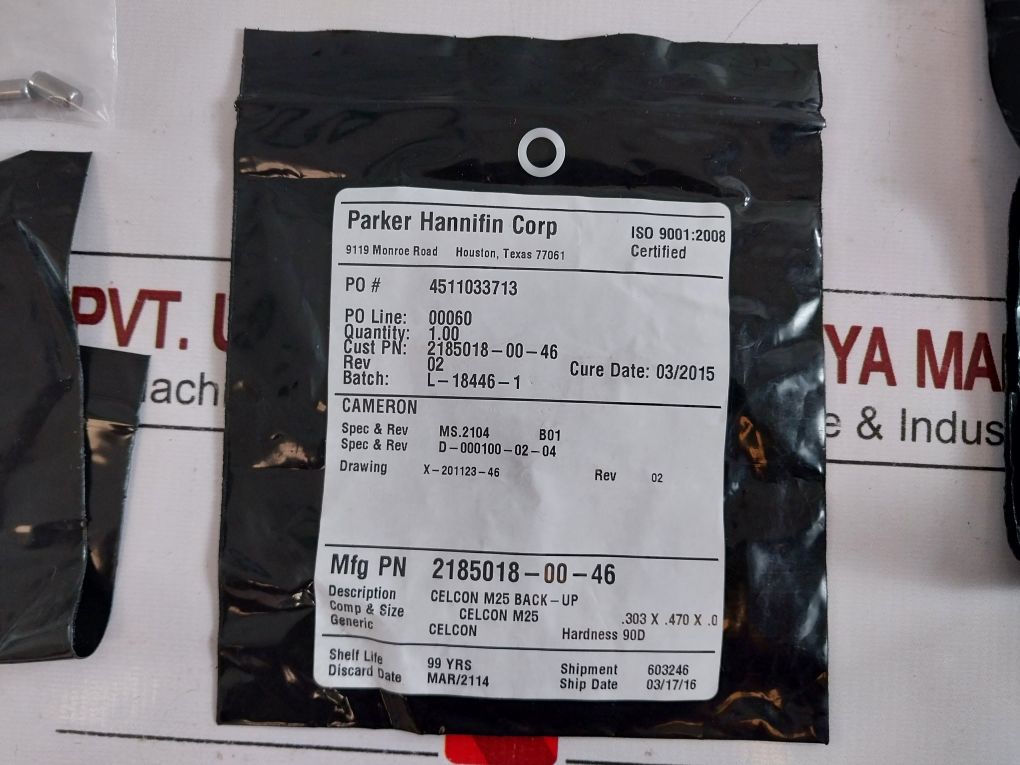 Parker Hannifin Corp ISO 9001:2008
9119 Monroe Road Houston, Texas 77061 Certified
PO # 4511033713
PO Line: 00060
Quantity: 1.00
Cust PN: 2185018-00-46
Rev 02 Cure Date: 03/2015
Batch: L-18446-1
CAMERON
Spec & Rev MS.2104 B01
Spec & Rev D-000100-02-04
Drawing X-201123-46 Rev 02
Mfg PN 2185018-00-46
Description CELCON M25 BACK-UP
Comp & Size CELCON M25 .303 X .470 X .0
Generic CELCON Hardness 90D
Shelf Life 99 YRS Shipment 603246
Discard Date MAR/2114 Ship Date 03/17/16
PVT. U
YA MA
achi
e & Indus